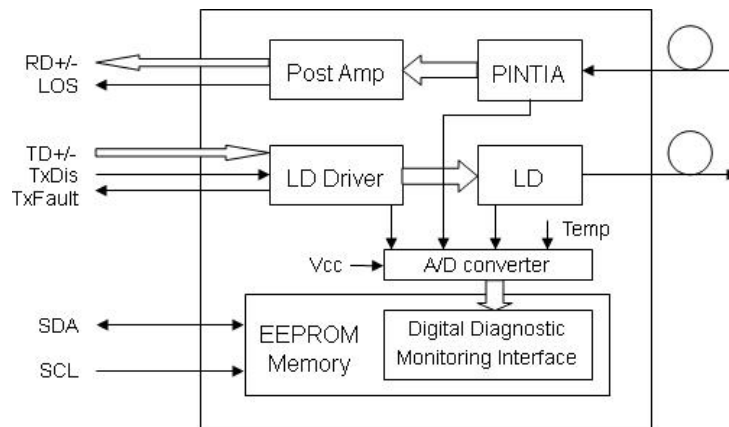 RD+/-
LOS
Post Amp
PINTIA
TD+/-
TxDis
TxFault
LD Driver
LD
Temp
Vcc
A/D converter
SDA
SCL
EEPROM
Memory
Digital Diagnostic
Monitoring Interface